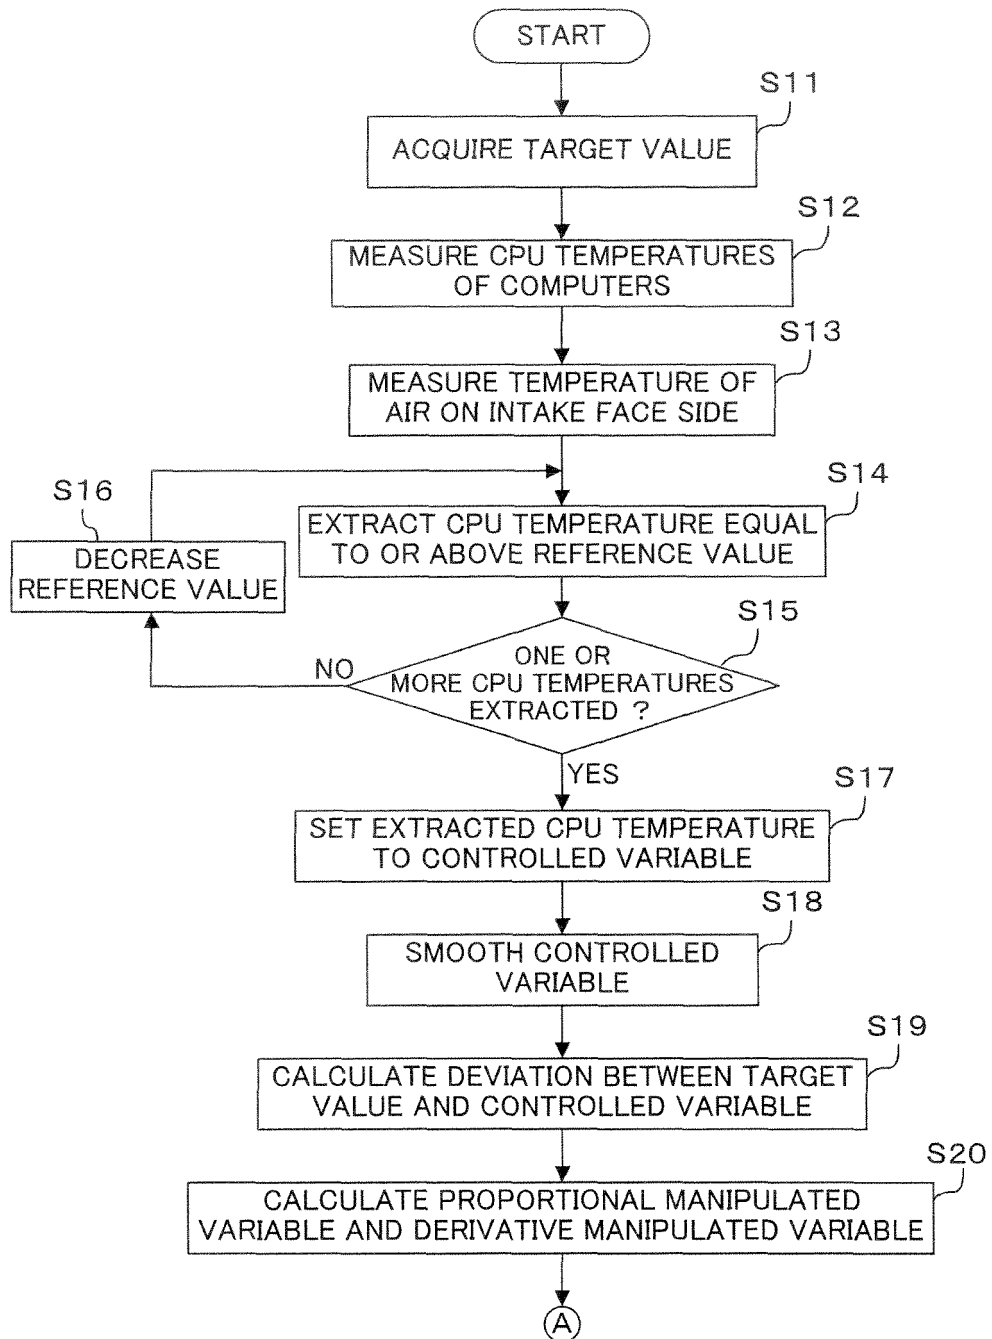 START
S11
ACQUIRE TARGET VALUE
S12
MEASURE CPU TEMPERATURES
OF COMPUTERS
S13
MEASURE TEMPERATURE OF
AIR ON INTAKE FACE SIDE
S14
EXTRACT CPU TEMPERATURE EQUAL
TO OR ABOVE REFERENCE VALUE
S16
DECREASE
REFERENCE VALUE
S15
ONE OR
MORE CPU TEMPERATURES
EXTRACTED ?
NO
YES
S17
SET EXTRACTED CPU TEMPERATURE
TO CONTROLLED VARIABLE
S18
SMOOTH CONTROLLED
VARIABLE
S19
CALCULATE DEVIATION BETWEEN TARGET
VALUE AND CONTROLLED VARIABLE
S20
CALCULATE PROPORTIONAL MANIPULATED
VARIABLE AND DERIVATIVE MANIPULATED VARIABLE
A